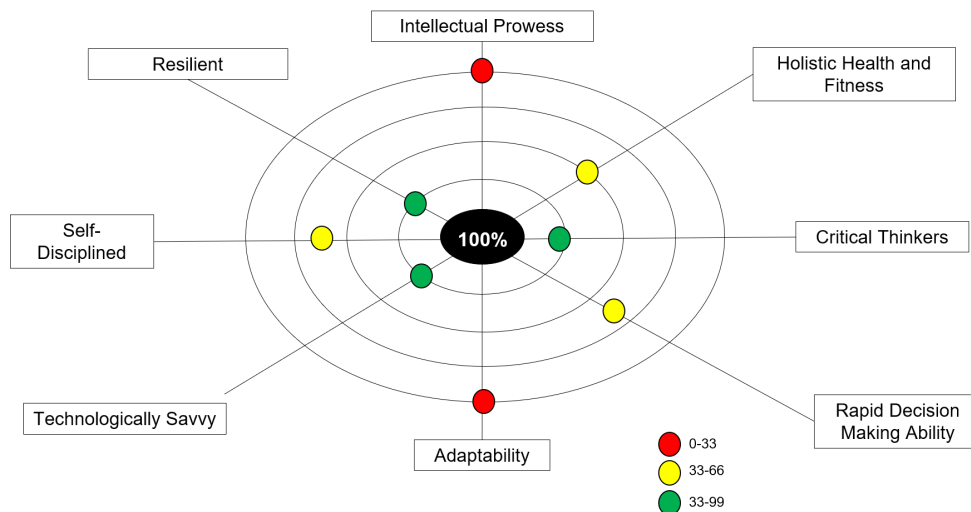 Intellectual Prowess
Resilient
Holistic Health and
Fitness
Self-
Disciplined
100%
Critical Thinkers
Technologically Savvy
Rapid Decision
Making Ability
Adaptability
0-33
33-66
33-99